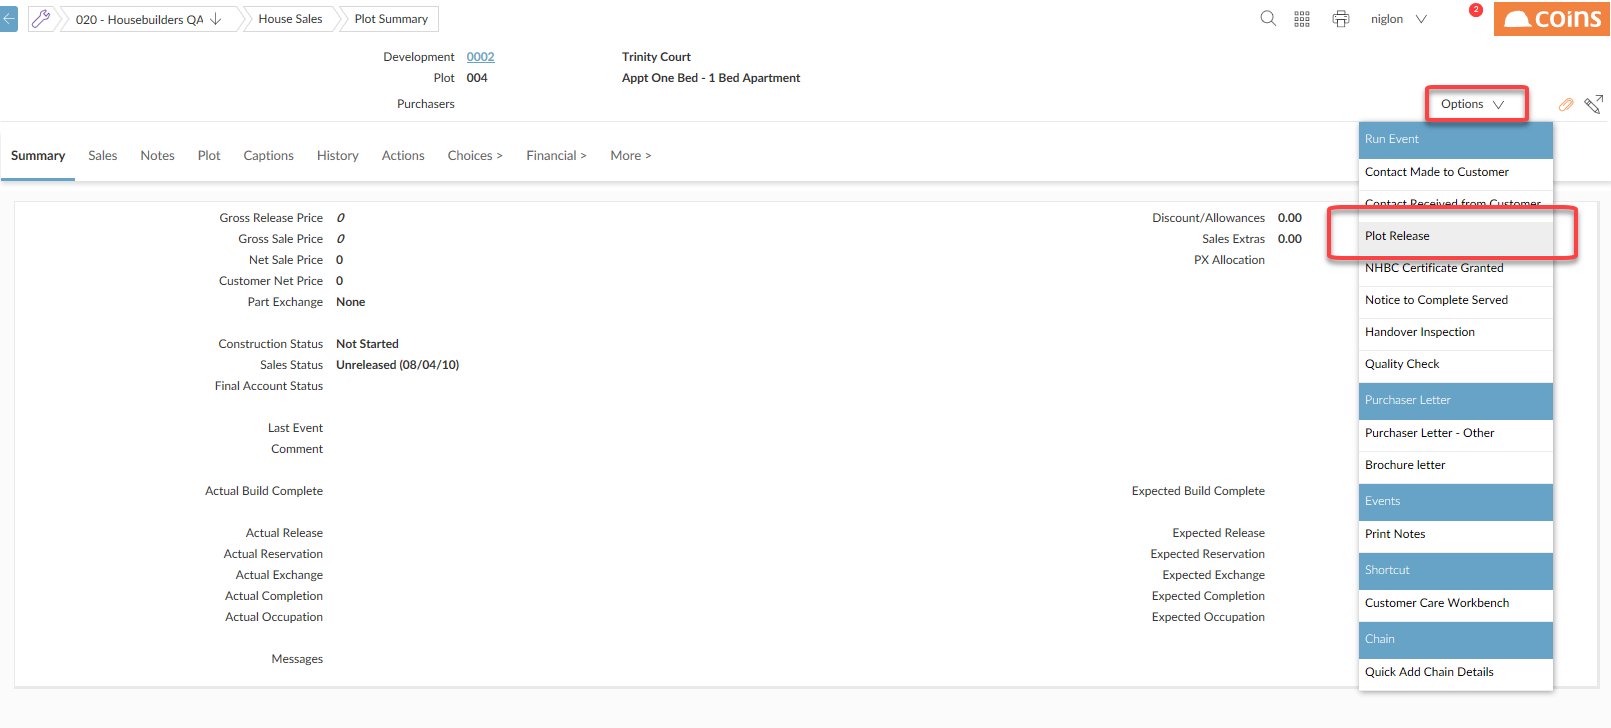 020 - Housebuilders QA House Sales Plot Summary niglon 2 coins
Development 0002 Trinity Court
Plot 004 Appt One Bed - 1 Bed Apartment
Purchasers
Options
Summary Sales Notes Plot Captions History Actions Choices > Financial > More >
Gross Release Price 0 Discount/Allowances 0.00
Gross Sale Price 0 Sales Extras 0.00
Net Sale Price 0 PX Allocation
Customer Net Price 0
Part Exchange None
Construction Status Not Started
Sales Status Unreleased (08/04/10)
Final Account Status
Last Event
Comment
Actual Build Complete Expected Build Complete
Actual Release Expected Release
Actual Reservation Expected Reservation
Actual Exchange Expected Exchange
Actual Completion Expected Completion
Actual Occupation Expected Occupation
Messages
Run Event
Contact Made to Customer
Contact Received from Customer
Plot Release
NHBC Certificate Granted
Notice to Complete Served
Handover Inspection
Quality Check
Purchaser Letter
Purchaser Letter - Other
Brochure letter
Events
Print Notes
Shortcut
Customer Care Workbench
Chain
Quick Add Chain Details